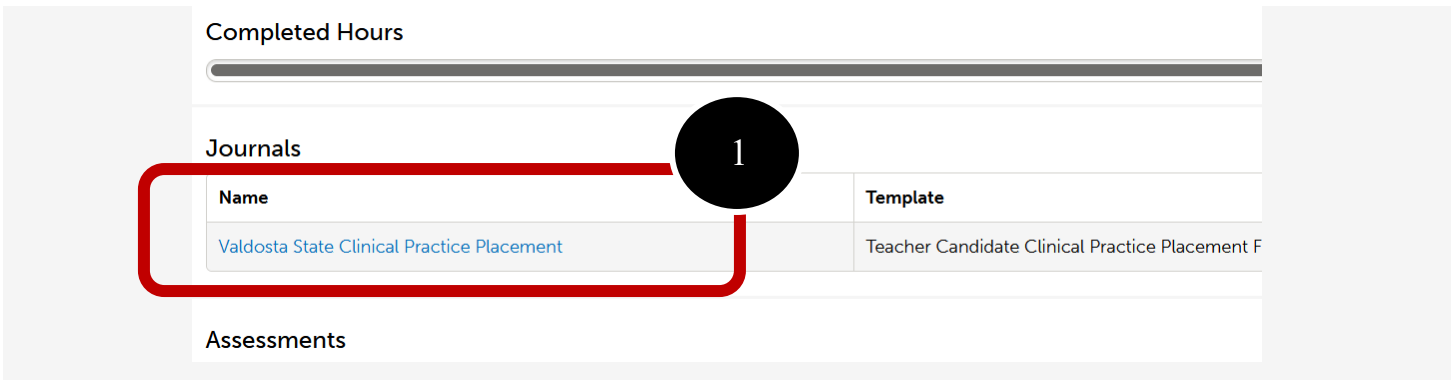 Completed Hours
Journals
1
Name Template
Valdosta State Clinical Practice Placement Teacher Candidate Clinical Practice Placement F
Assessments